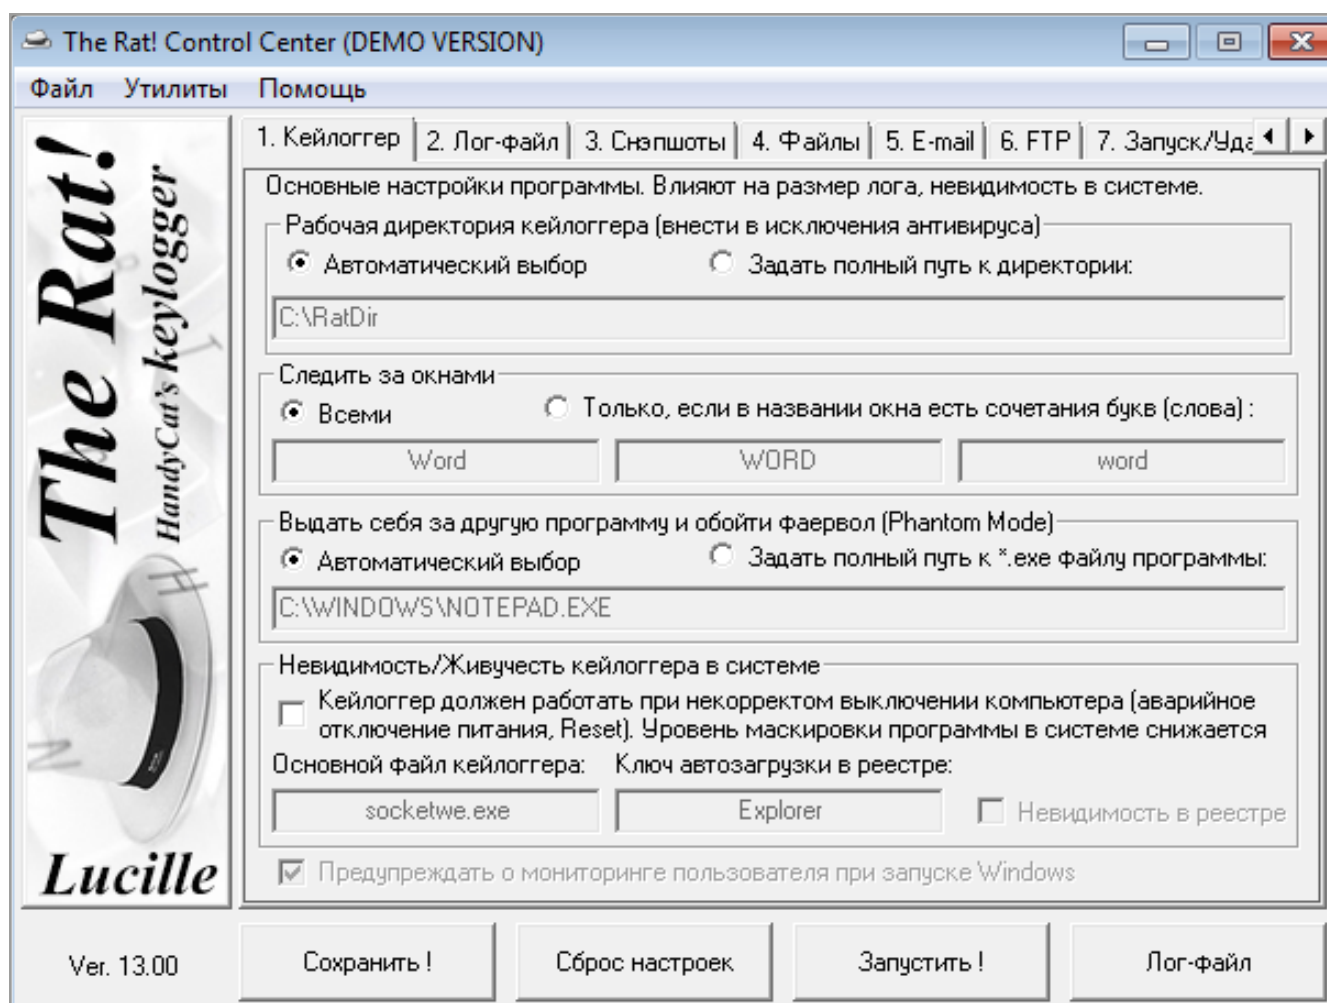 The Rat! Control Center (DEMO VERSION)
Файл Утилиты Помощь
The Rat!
HandyCat's keylogger
Lucille
1. Кейлоггер 2. Лог-файл 3. Снэпшоты 4. Файлы 5. E-mail 6. FTP 7. Запуск/Уда
Основные настройки программы. Влияют на размер лога, невидимость в системе.
Рабочая директория кейлоггера (внести в исключения антивируса)
Автоматический выбор Задать полный путь к директории:
C:\RatDir
Следить за окнами
Всеми Только, если в названии окна есть сочетания букв (слова) :
Word WORD word
Выдать себя за другую программу и обойти фаервол (Phantom Mode)
Автоматический выбор Задать полный путь к *.exe файлу программы:
C:\WINDOWS\NOTEPAD.EXE
Невидимость/Живучесть кейлоггера в системе
Кейлоггер должен работать при некорректом выключении компьютера (аварийное
отключение питания, Reset). Уровень маскировки программы в системе снижается
Основной файл кейлоггера: Ключ автозагрузки в реестре:
socketwe.exe Explorer Невидимость в реестре
Предупреждать о мониторинге пользователя при запуске Windows
Ver. 13.00 Сохранить ! Сброс настроек Запустить ! Лог-файл